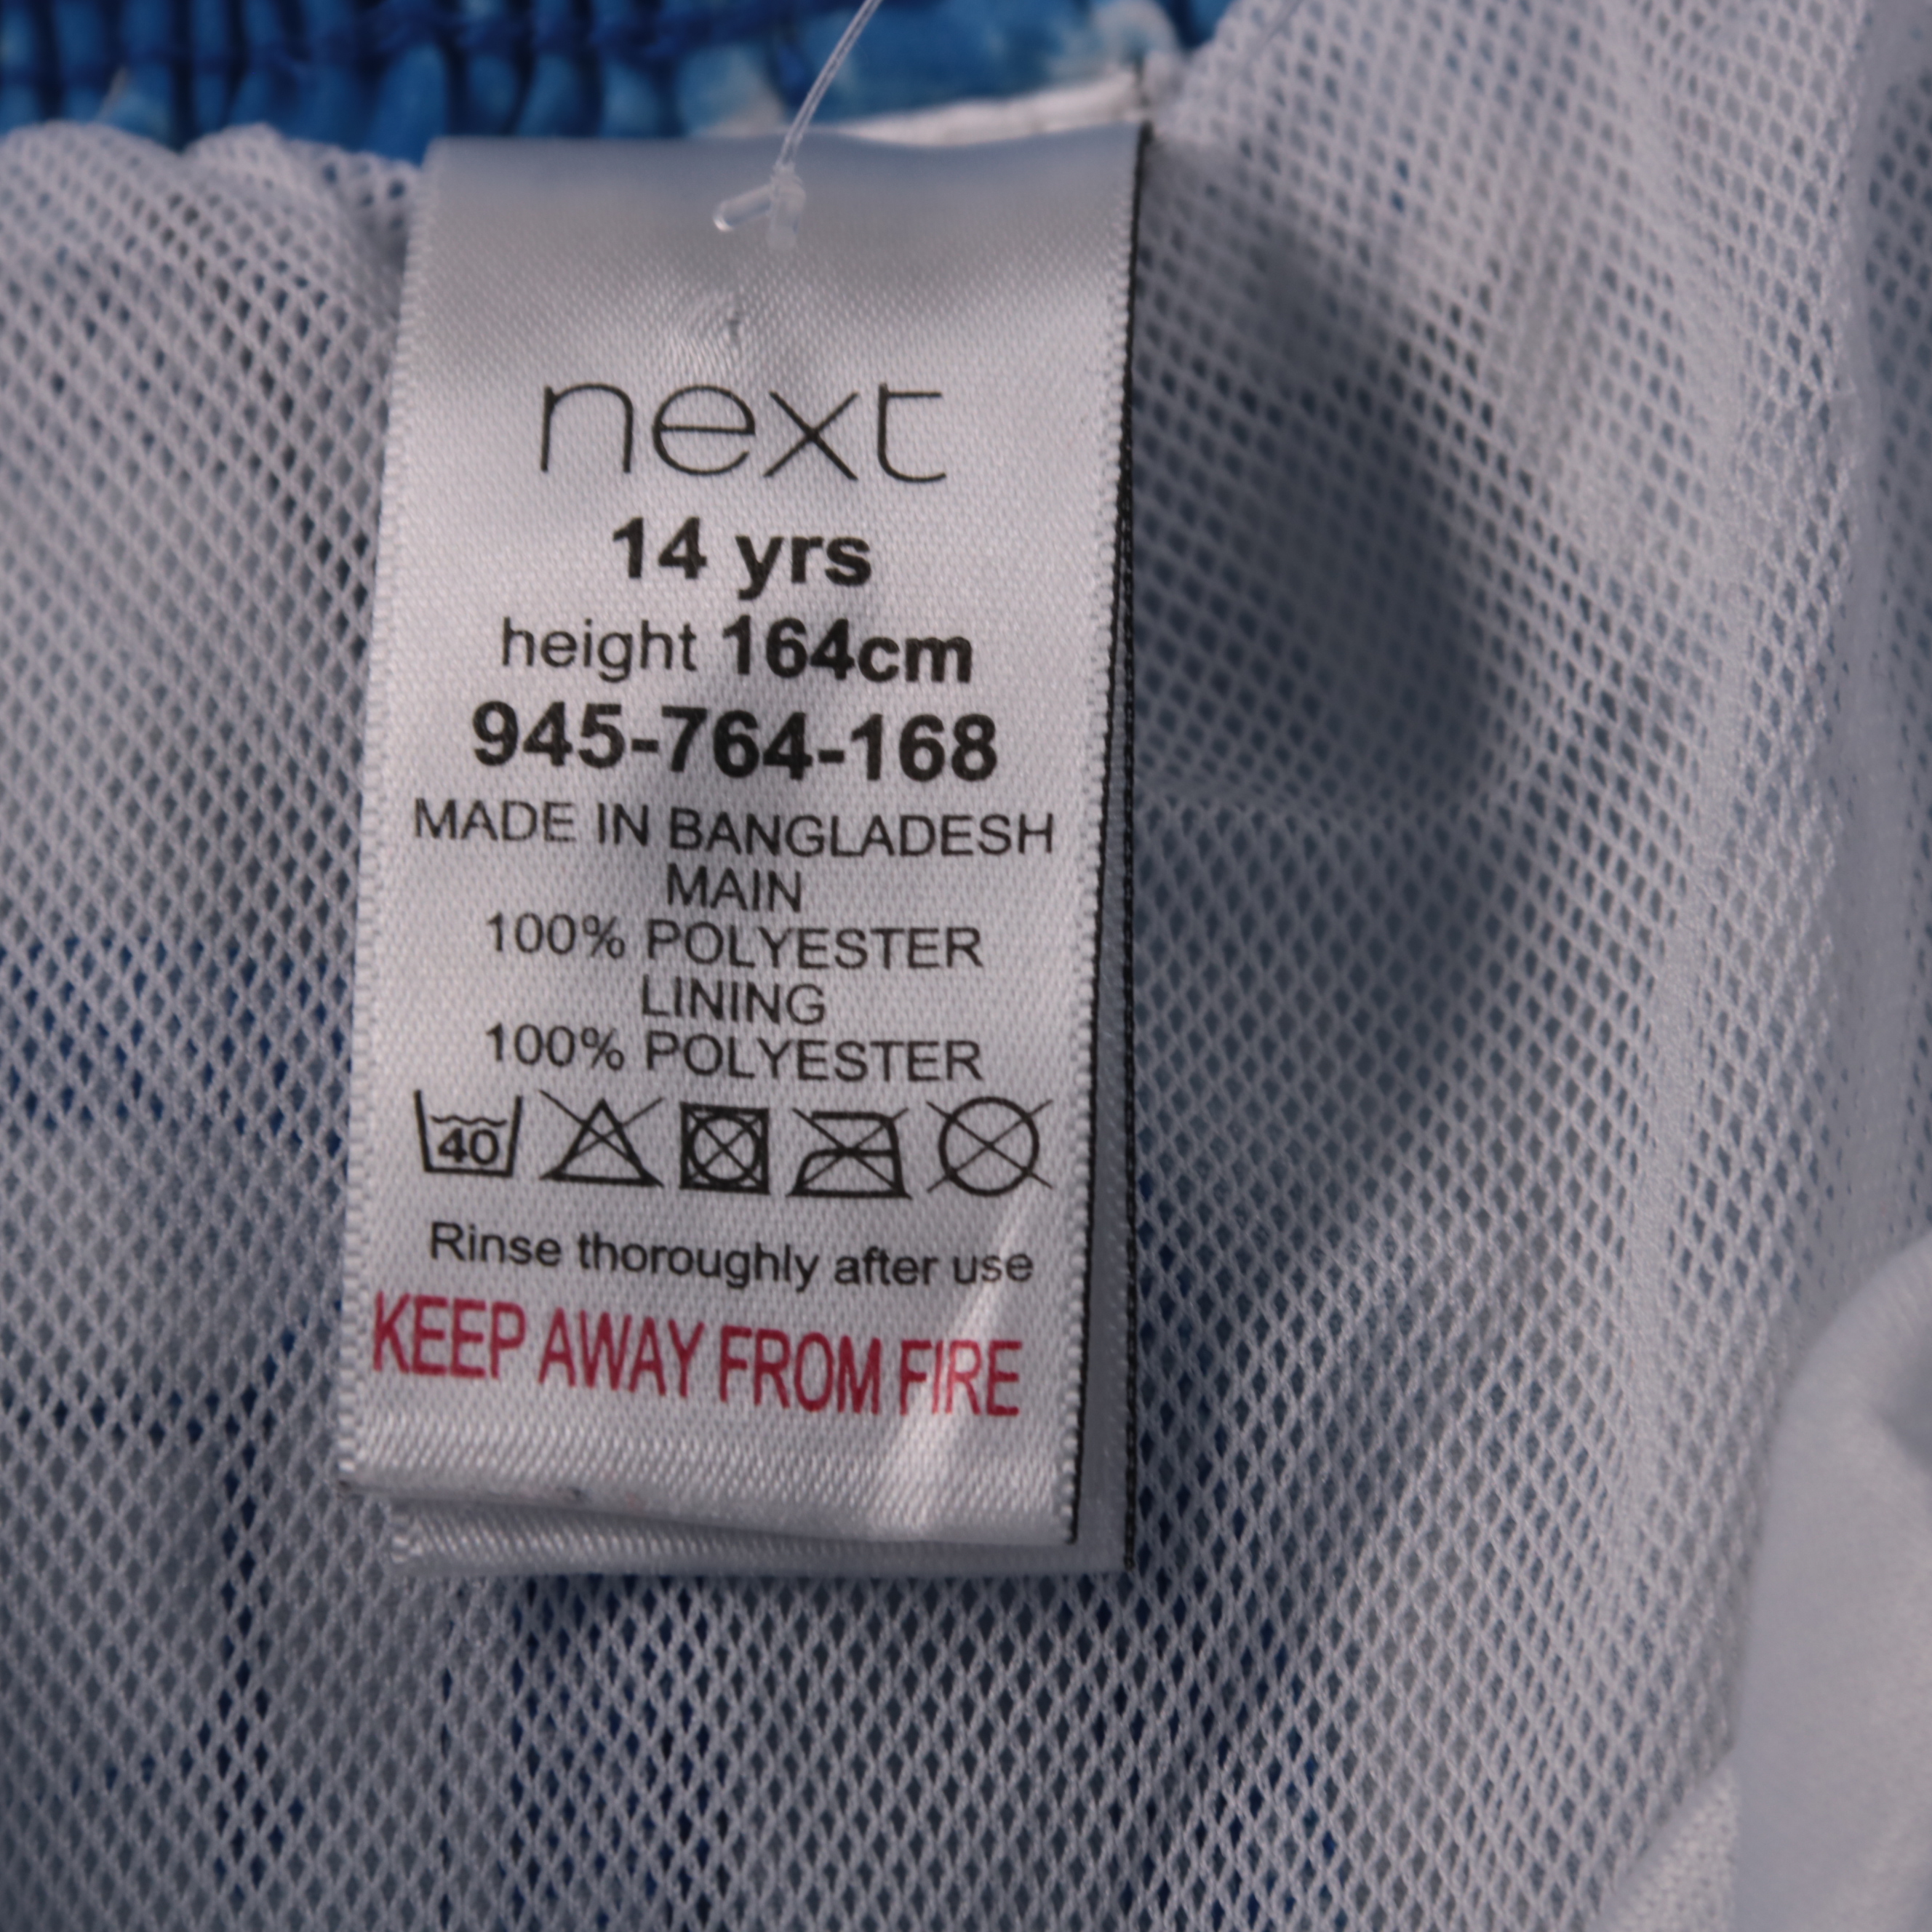 next
14 yrs
height 164cm
945-764-168
MADE IN BANGLADESH
MAIN
100% POLYESTER
LINING
100% POLYESTER
40
Rinse thoroughly after use
KEEP AWAY FROM FIRE